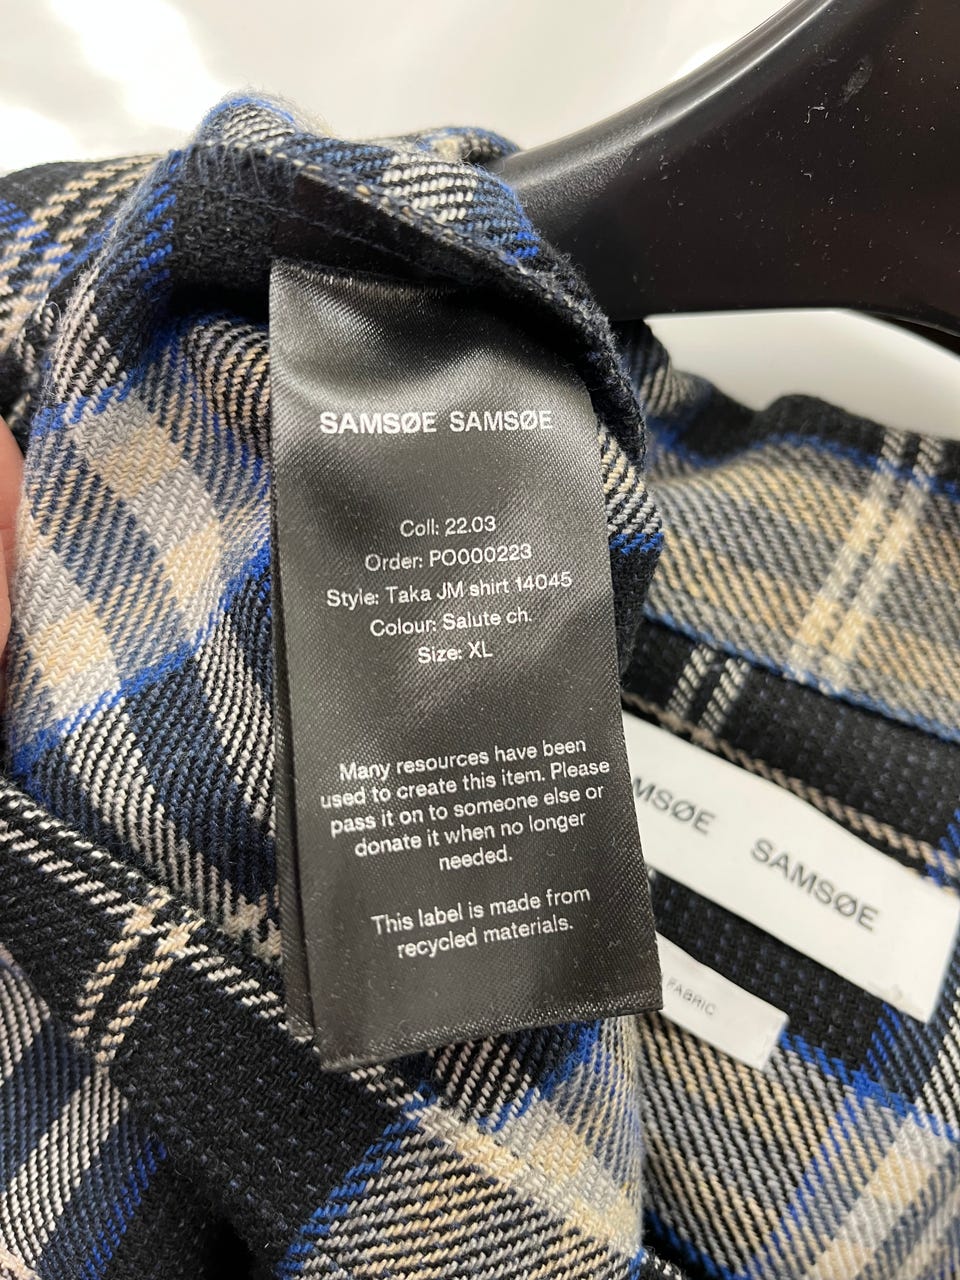 SAMSØE SAMSØE
Coll: 22.03
Order: PO000223
Style: Taka JM shirt 14045
Colour: Salute ch.
Size: XL
Many resources have been
used to create this item. Please
pass it on to someone else or
donate it when no longer
needed.
This label is made from
recycled materials.
MSØE SAMSØE
FABRIC